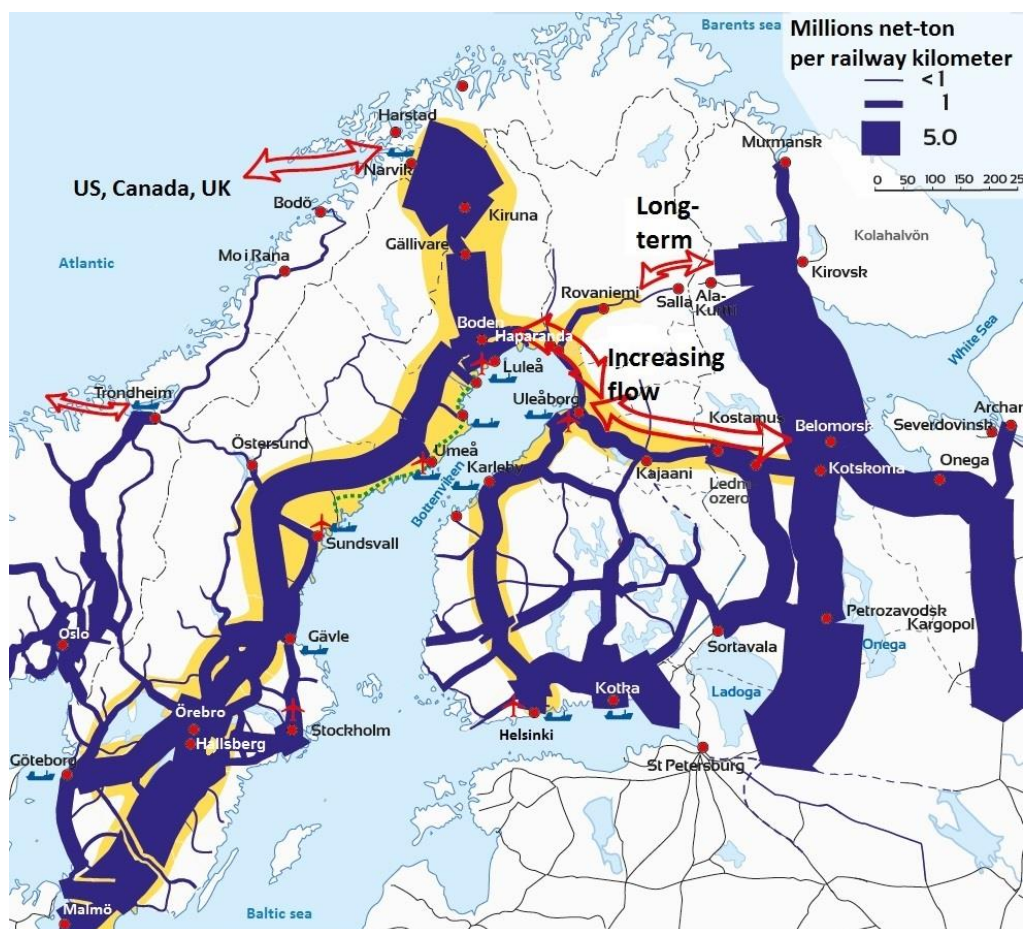 Barents sea
Millions net-ton
per railway kilometer
< 1
1
5.0
0 50 100 150 200 25
Harstad
Murmansk
Narvik
US, Canada, UK
Bodö
Kiruna
Long-
term
Kolahalvön
Gällivare
Atlantic
Mo i Rana
Kirovsk
Rovaniemi
Salla
Ala-
Boden
Haparanda
White Sea
Increasing
flow
Luleå
Trondheim
Uleåborg
Kostamus
Archan
Severdovinsk
Belomorsk
Östersund
Umeå
Karleby
Bottenviken
Kajaani
Ledm
ozero
Kotskoma
Onega
Sundsvall
Oslo
Gävle
Petrozavodsk
Kargopol
Sortavala
Onega
Ladoga
Kotka
Örebro
Hallsberg
Stockholm
Helsinki
Göteborg
St Petersburg
Malmö
Baltic sea